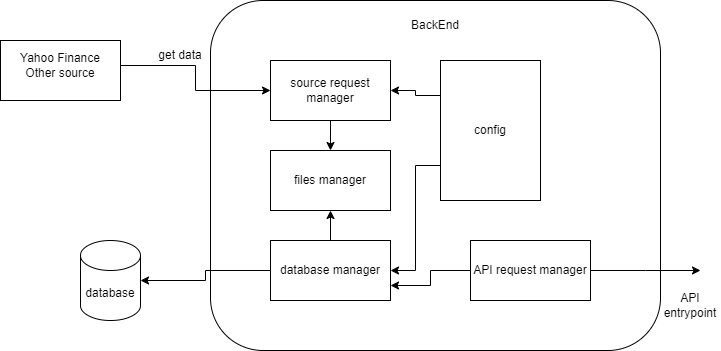 BackEnd
Yahoo Finance
Other source
get data
source request
manager
config
files manager
database manager
API request manager
database
API
entrypoint